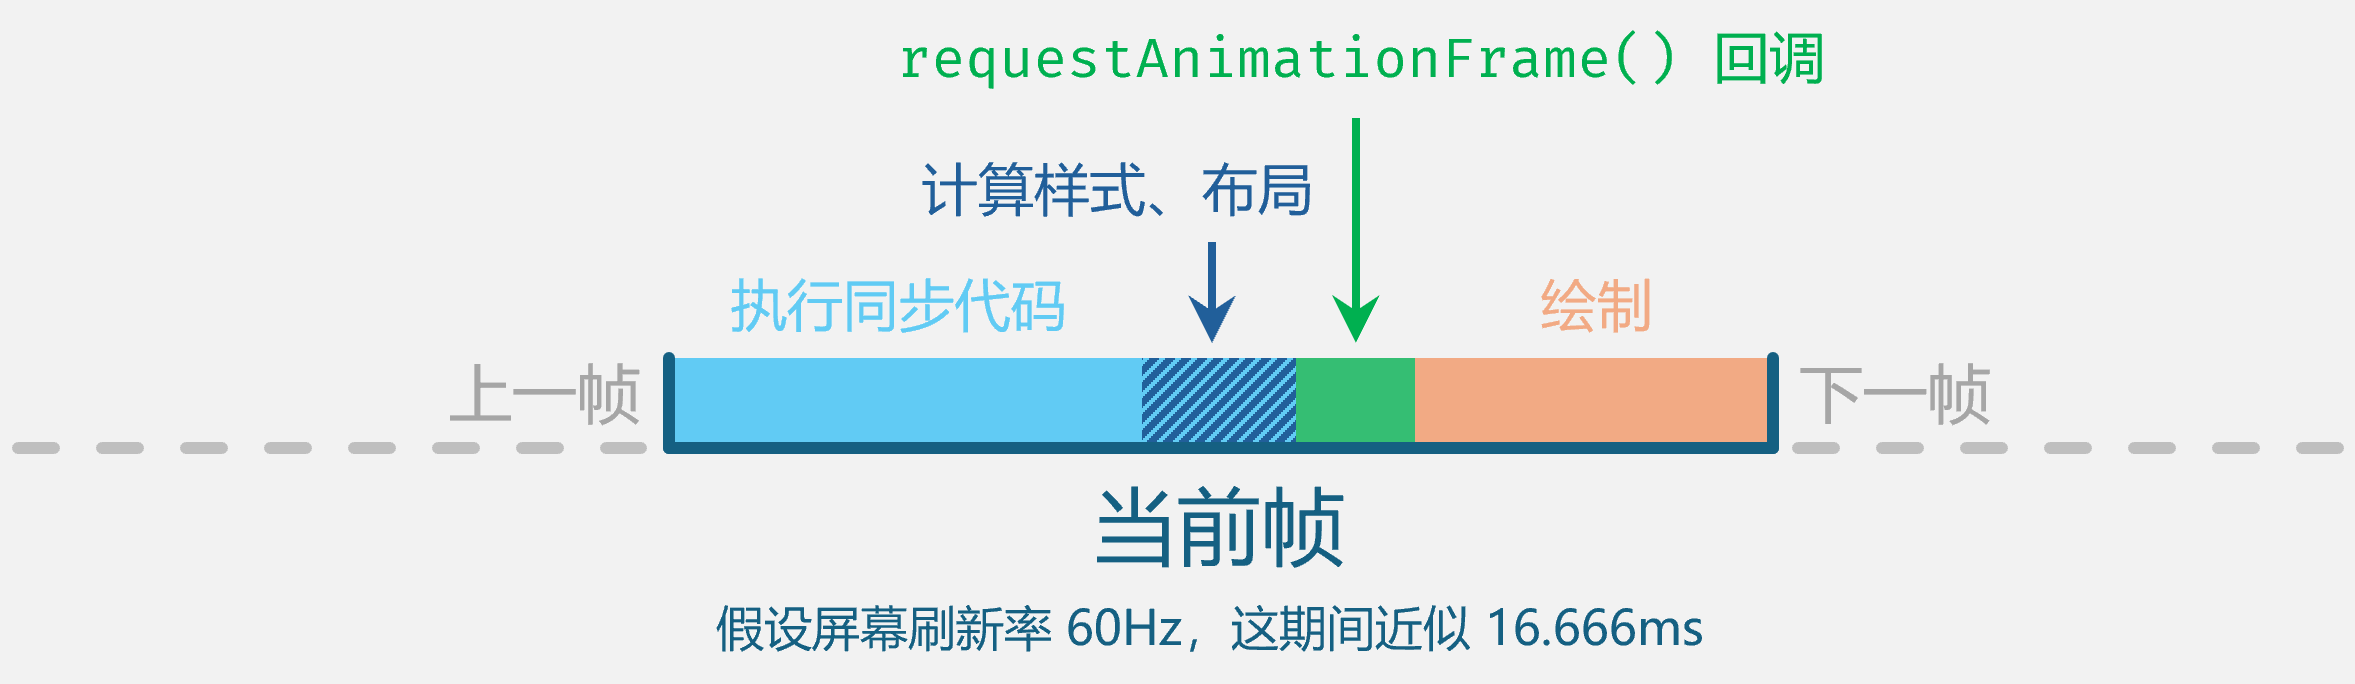 requestAnimationFrame() 回调
计算样式、布局
执行同步代码
绘制
上一帧
下一帧
当前帧
假设屏幕刷新率 60Hz，这期间近似 16.666ms